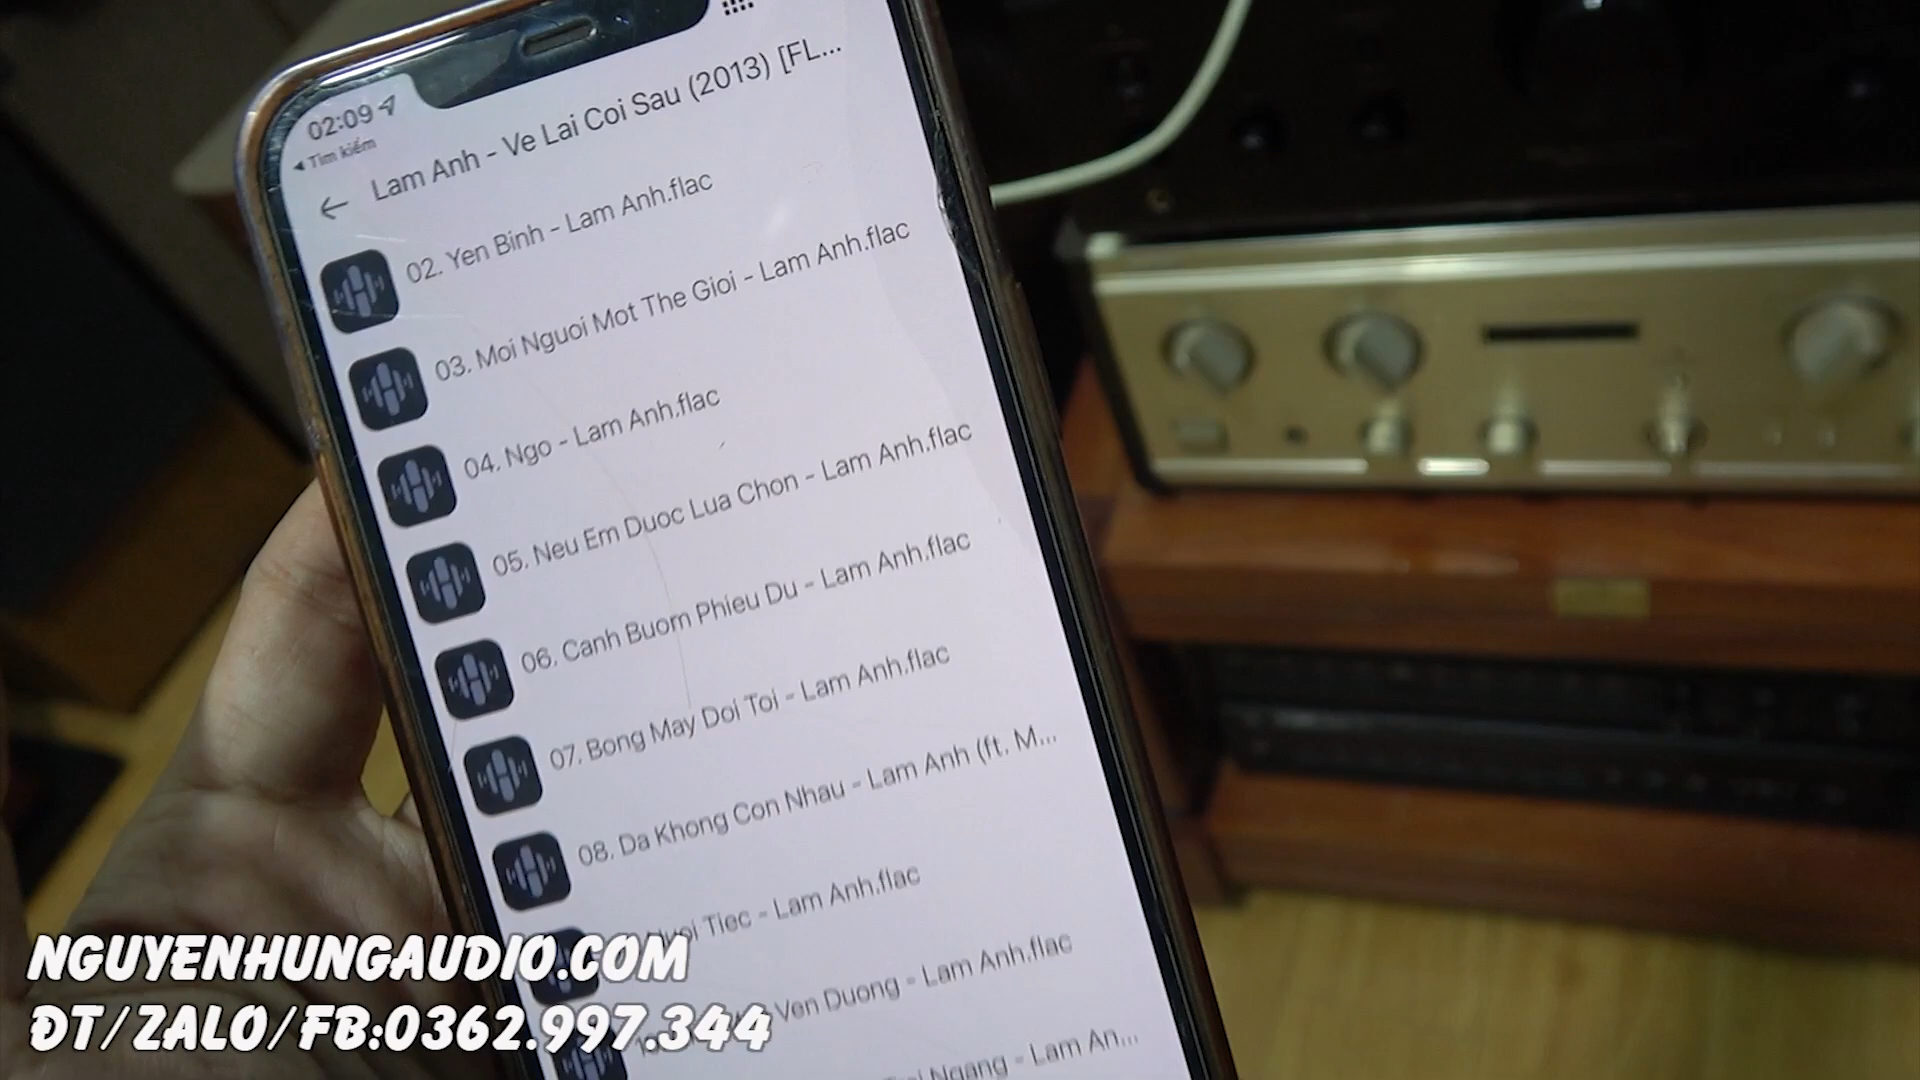 02:09
◂ Tìm kiếm
← Lam Anh - Ve Lai Coi Sau (2013) [FL...
02. Yen Binh - Lam Anh.flac
03. Moi Nguoi Mot The Gioi - Lam Anh.flac
04. Ngo - Lam Anh.flac
05. Neu Em Duoc Lua Chon - Lam Anh.flac
06. Canh Buom Phieu Du - Lam Anh.flac
07. Bong May Doi Toi - Lam Anh.flac
08. Da Khong Con Nhau - Lam Anh (ft. M...
Tiec - Lam Anh.flac
Ven Duong - Lam Anh.flac
Ngang - Lam An...
NGUYENHUNGAUDIO.COM
ĐT/ZALO/FB:0362.997.344